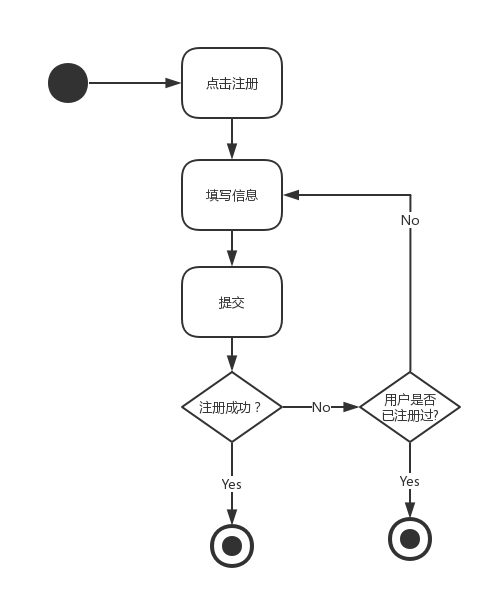 点击注册
填写信息
No
提交
注册成功？
No
用户是否
已注册过?
Yes
Yes